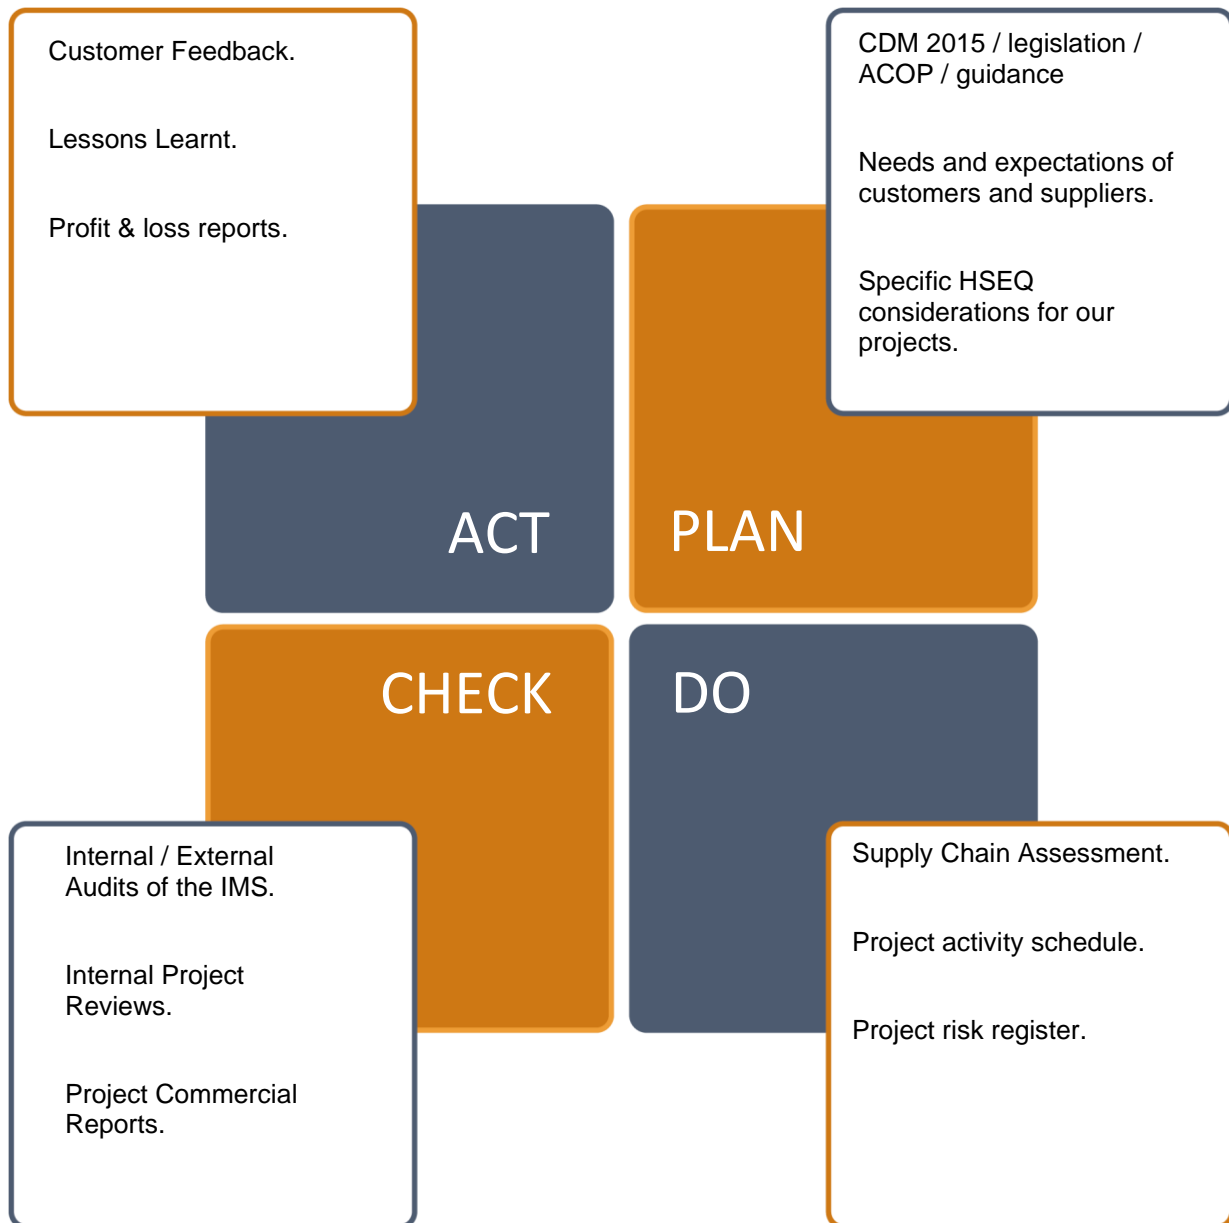 Customer Feedback.
Lessons Learnt.
Profit & loss reports.
CDM 2015 / legislation /
ACOP / guidance
Needs and expectations of
customers and suppliers.
Specific HSEQ
considerations for our
projects.
ACT
PLAN
CHECK
DO
Internal / External
Audits of the IMS.
Internal Project
Reviews.
Project Commercial
Reports.
Supply Chain Assessment.
Project activity schedule.
Project risk register.